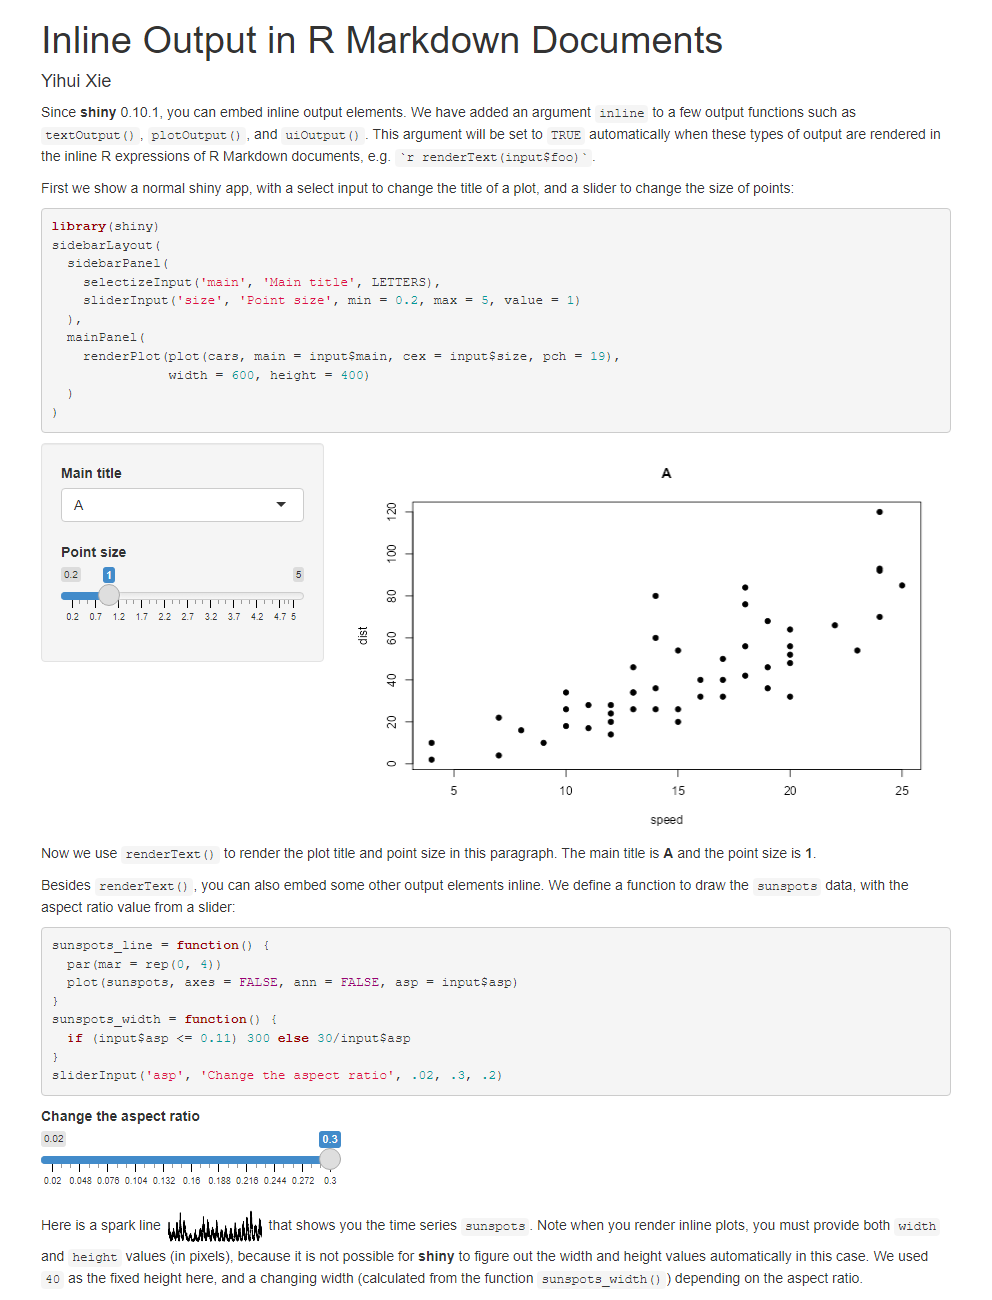 Inline Output in R Markdown Documents
Yihui Xie
Since shiny 0.10.1, you can embed inline output elements. We have added an argument inline to a few output functions such as
textOutput(), plotOutput(), and uiOutput(). This argument will be set to TRUE automatically when these types of output are rendered in
the inline R expressions of R Markdown documents, e.g. `r renderText(input$foo)`.
First we show a normal shiny app, with a select input to change the title of a plot, and a slider to change the size of points:
library(shiny)
sidebarLayout(
  sidebarPanel(
    selectizeInput('main', 'Main title', LETTERS),
    sliderInput('size', 'Point size', min = 0.2, max = 5, value = 1)
  ),
  mainPanel(
    renderPlot(plot(cars, main = input$main, cex = input$size, pch = 19),
               width = 600, height = 400)
  )
)
Main title
A
Point size
0.2 1 5
0.2 0.7 1.2 1.7 2.2 2.7 3.2 3.7 4.2 4.7 5
A
dist
120
100
80
60
40
20
0
5 10 15 20 25
speed
Now we use renderText() to render the plot title and point size in this paragraph. The main title is A and the point size is 1.
Besides renderText(), you can also embed some other output elements inline. We define a function to draw the sunspots data, with the
aspect ratio value from a slider:
sunspots_line = function() {
  par(mar = rep(0, 4))
  plot(sunspots, axes = FALSE, ann = FALSE, asp = input$asp)
}
sunspots_width = function() {
  if (input$asp <= 0.11) 300 else 30/input$asp
}
sliderInput('asp', 'Change the aspect ratio', .02, .3, .2)
Change the aspect ratio
0.02 0.3
0.02 0.048 0.076 0.104 0.132 0.16 0.188 0.216 0.244 0.272 0.3
Here is a spark line that shows you the time series sunspots. Note when you render inline plots, you must provide both width
and height values (in pixels), because it is not possible for shiny to figure out the width and height values automatically in this case. We used
40 as the fixed height here, and a changing width (calculated from the function sunspots_width() ) depending on the aspect ratio.